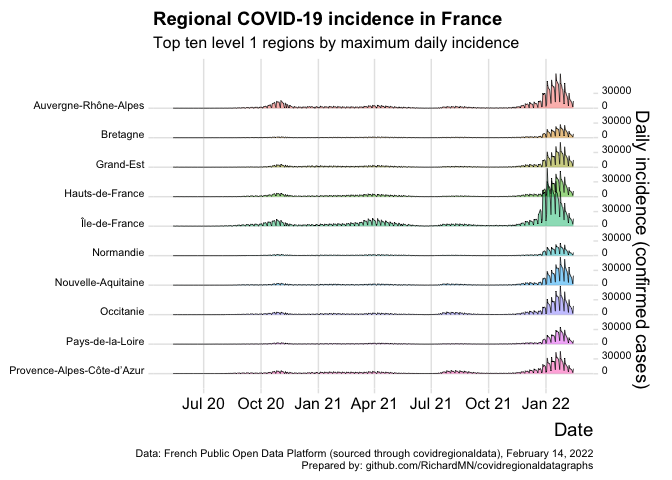 Regional COVID-19 incidence in France
Top ten level 1 regions by maximum daily incidence
Auvergne-Rhône-Alpes
30000
0
Bretagne
30000
0
Grand-Est
30000
0
Hauts-de-France
30000
0
Île-de-France
30000
0
Normandie
30000
0
Nouvelle-Aquitaine
30000
0
Occitanie
30000
0
Pays-de-la-Loire
30000
0
Provence-Alpes-Côte-d'Azur
30000
0
Daily incidence (confirmed cases)
Jul 20 Oct 20 Jan 21 Apr 21 Jul 21 Oct 21 Jan 22
Date
Data: French Public Open Data Platform (sourced through covidregionaldata), February 14, 2022
Prepared by: github.com/RichardMN/covidregionaldatagraphs